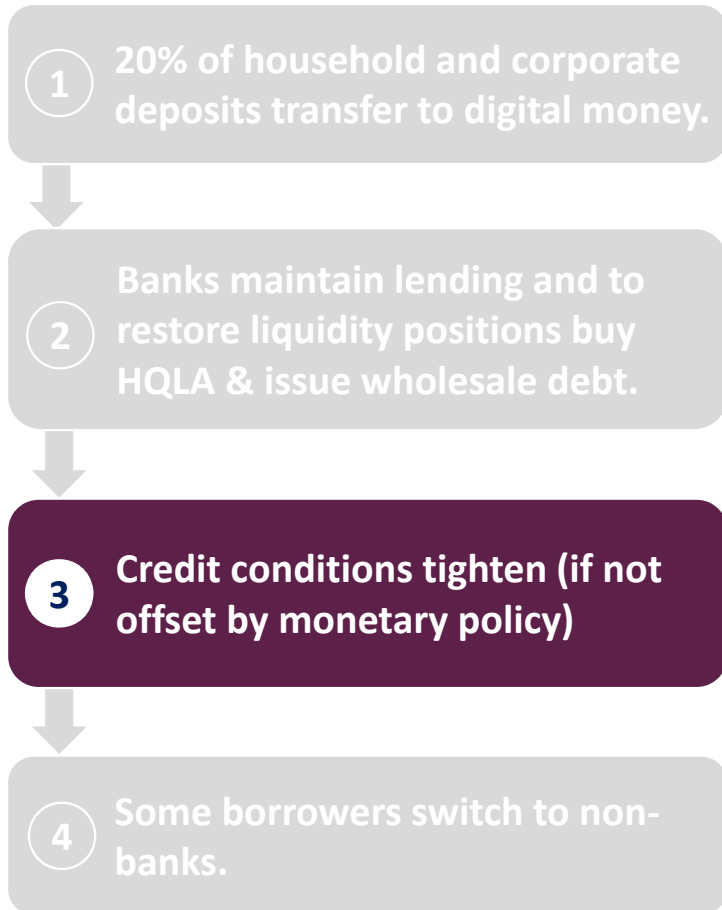 1
20% of household and corporate
deposits transfer to digital money.
2
Banks maintain lending and to
restore liquidity positions buy
HQLA & issue wholesale debt.
3
Credit conditions tighten (if not
offset by monetary policy)
4
Some borrowers switch to non-
banks.